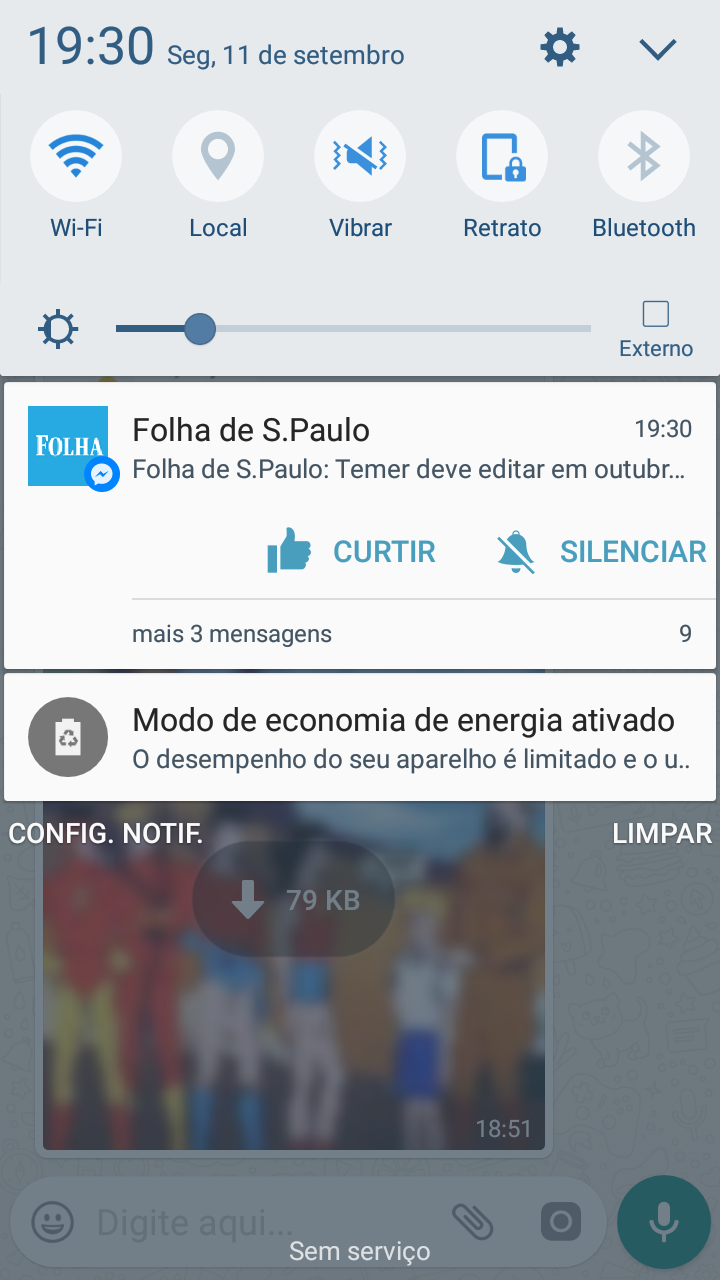 19:30 Seg, 11 de setembro
Wi-Fi Local Vibrar Retrato Bluetooth
Externo
FOLHA
Folha de S.Paulo 19:30
Folha de S.Paulo: Temer deve editar em outubr...
CURTIR SILENCIAR
mais 3 mensagens 9
Modo de economia de energia ativado
O desempenho do seu aparelho é limitado e o u..
CONFIG. NOTIF. LIMPAR
79 KB
18:51
Digite aqui...
Sem serviço